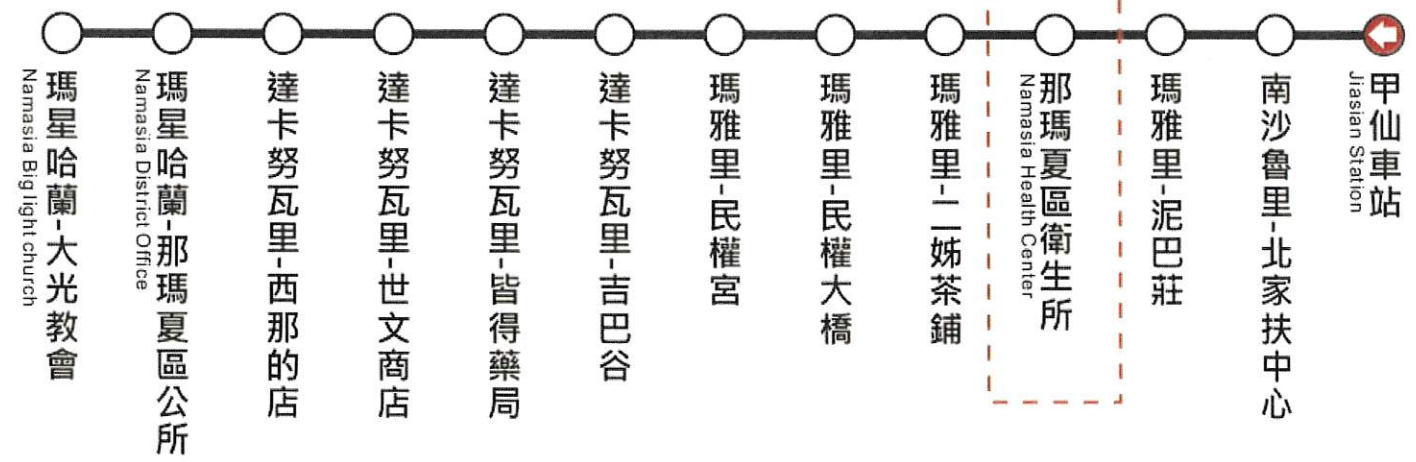 甲仙車站
Jiasian Station
南沙魯里-北家扶中心
瑪雅里-泥巴莊
那瑪夏區衛生所
Namasia Health Center
瑪雅里-二姊茶鋪
瑪雅里-民權大橋
瑪雅里-民權宮
達卡努瓦里-吉巴谷
達卡努瓦里-皆得藥局
達卡努瓦里-世文商店
達卡努瓦里-西那的店
瑪星哈蘭-那瑪夏區公所
Namasia District Office
瑪星哈蘭-大光教會
Namasia Big light church